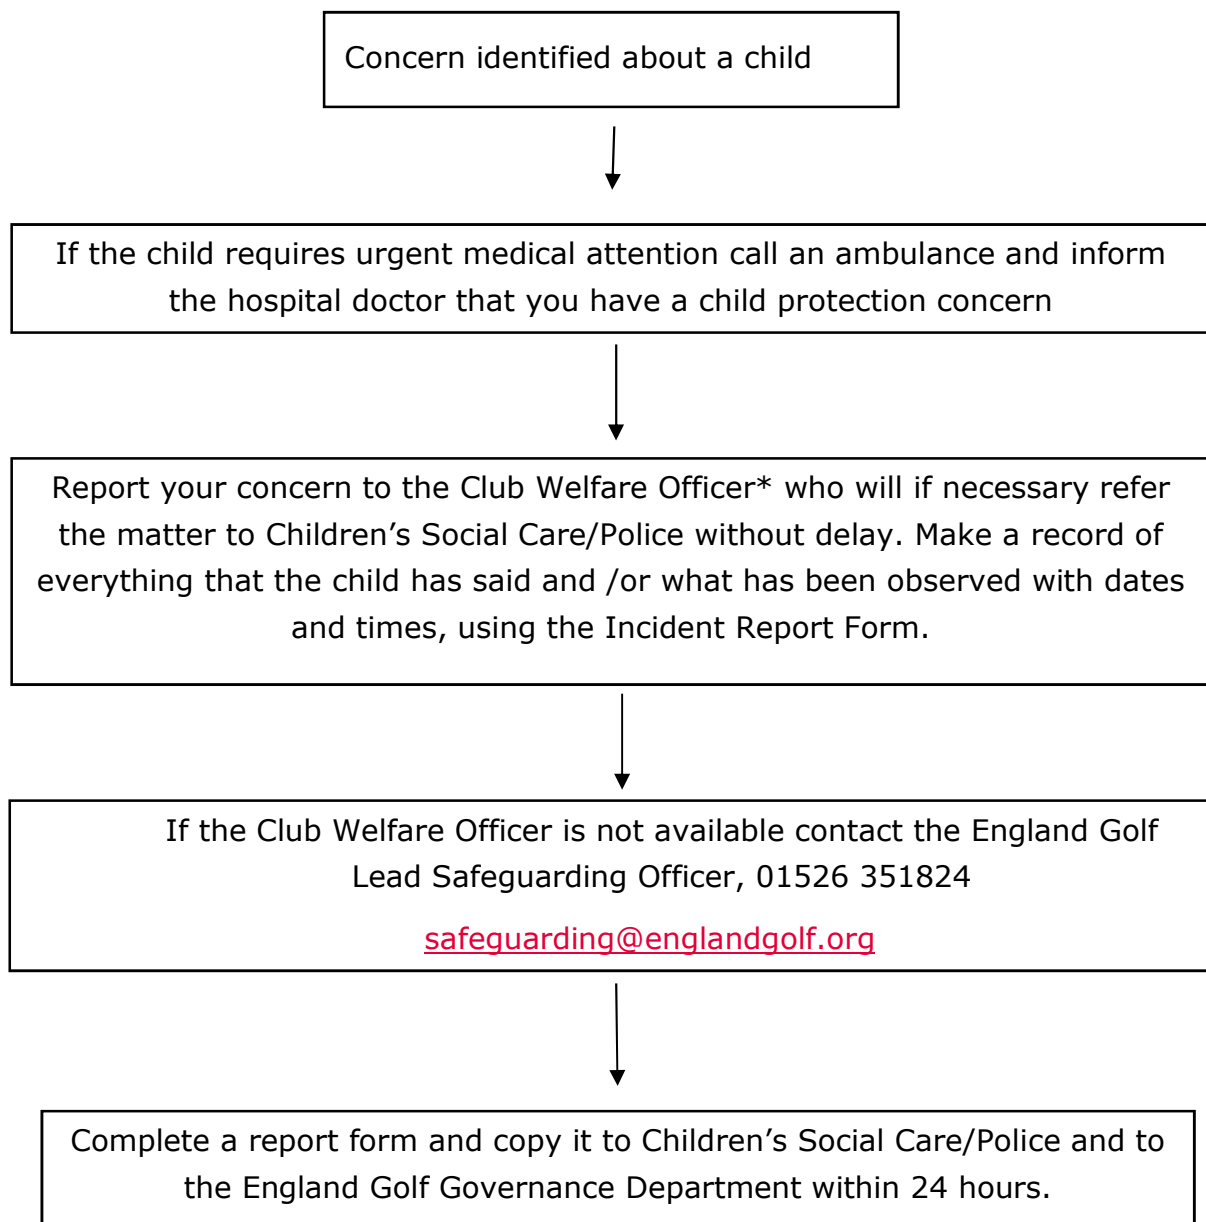 Concern identified about a child
If the child requires urgent medical attention call an ambulance and inform
the hospital doctor that you have a child protection concern
Report your concern to the Club Welfare Officer* who will if necessary refer
the matter to Children’s Social Care/Police without delay. Make a record of
everything that the child has said and /or what has been observed with dates
and times, using the Incident Report Form.
If the Club Welfare Officer is not available contact the England Golf
Lead Safeguarding Officer, 01526 351824
safeguarding@englandgolf.org
Complete a report form and copy it to Children’s Social Care/Police and to
the England Golf Governance Department within 24 hours.